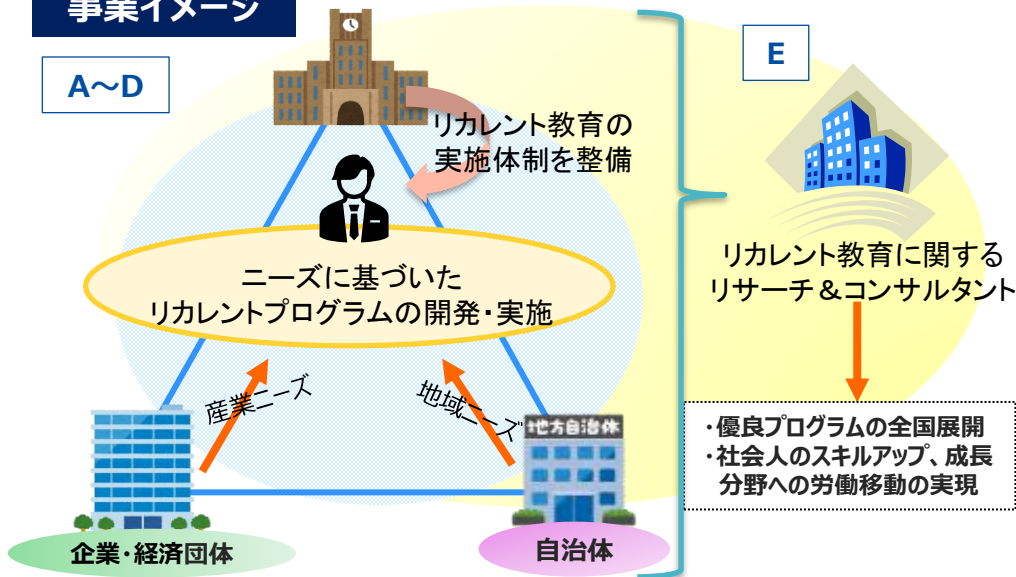 事業イメージ
A～D
E
リカレント教育の
実施体制を整備
ニーズに基づいた
リカレントプログラムの開発・実施
産業ニーズ
地域ニーズ
地方自治体
企業・経済団体
自治体
リカレント教育に関する
リサーチ＆コンサルタント
・優良プログラムの全国展開
・社会人のスキルアップ、成長
分野への労働移動の実現